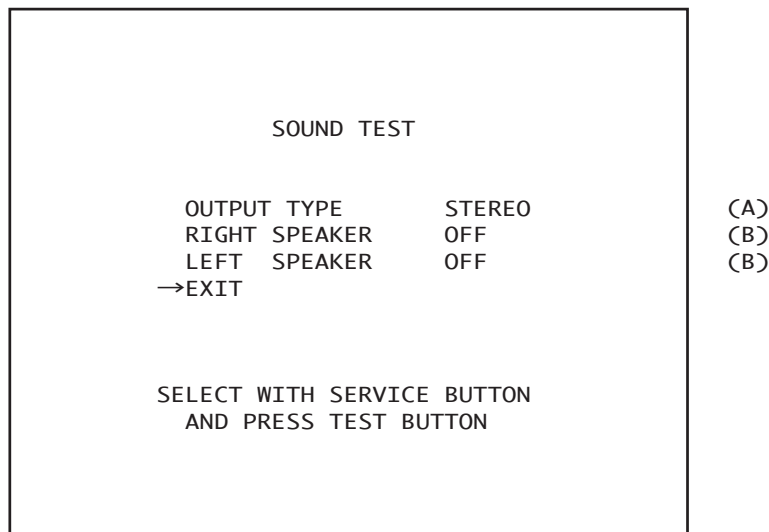 SOUND TEST
OUTPUT TYPE STEREO (A)
RIGHT SPEAKER OFF (B)
LEFT SPEAKER OFF (B)
→EXIT
SELECT WITH SERVICE BUTTON
AND PRESS TEST BUTTON